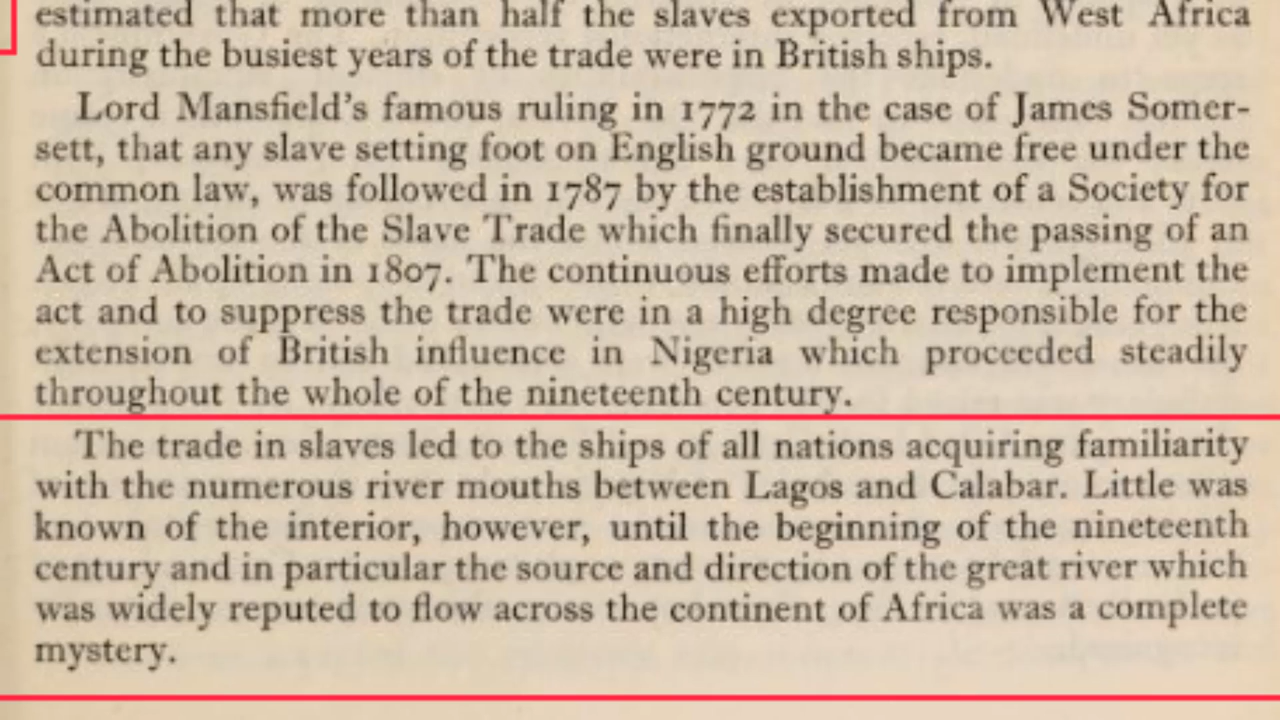 estimated that more than half the slaves exported from West Africa
during the busiest years of the trade were in British ships.
Lord Mansfield's famous ruling in 1772 in the case of James Somer-
sett, that any slave setting foot on English ground became free under the
common law, was followed in 1787 by the establishment of a Society for
the Abolition of the Slave Trade which finally secured the passing of an
Act of Abolition in 1807. The continuous efforts made to implement the
act and to suppress the trade were in a high degree responsible for the
extension of British influence in Nigeria which proceeded steadily
throughout the whole of the nineteenth century.
The trade in slaves led to the ships of all nations acquiring familiarity
with the numerous river mouths between Lagos and Calabar. Little was
known of the interior, however, until the beginning of the nineteenth
century and in particular the source and direction of the great river which
was widely reputed to flow across the continent of Africa was a complete
mystery.